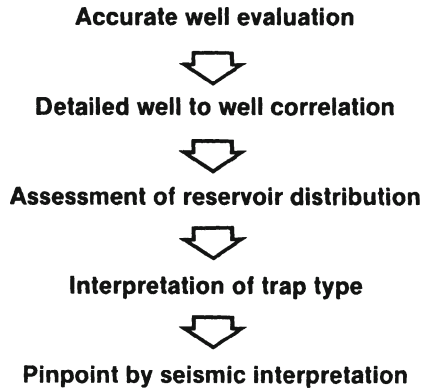 Accurate well evaluation
Detailed well to well correlation
Assessment of reservoir distribution
Interpretation of trap type
Pinpoint by seismic interpretation